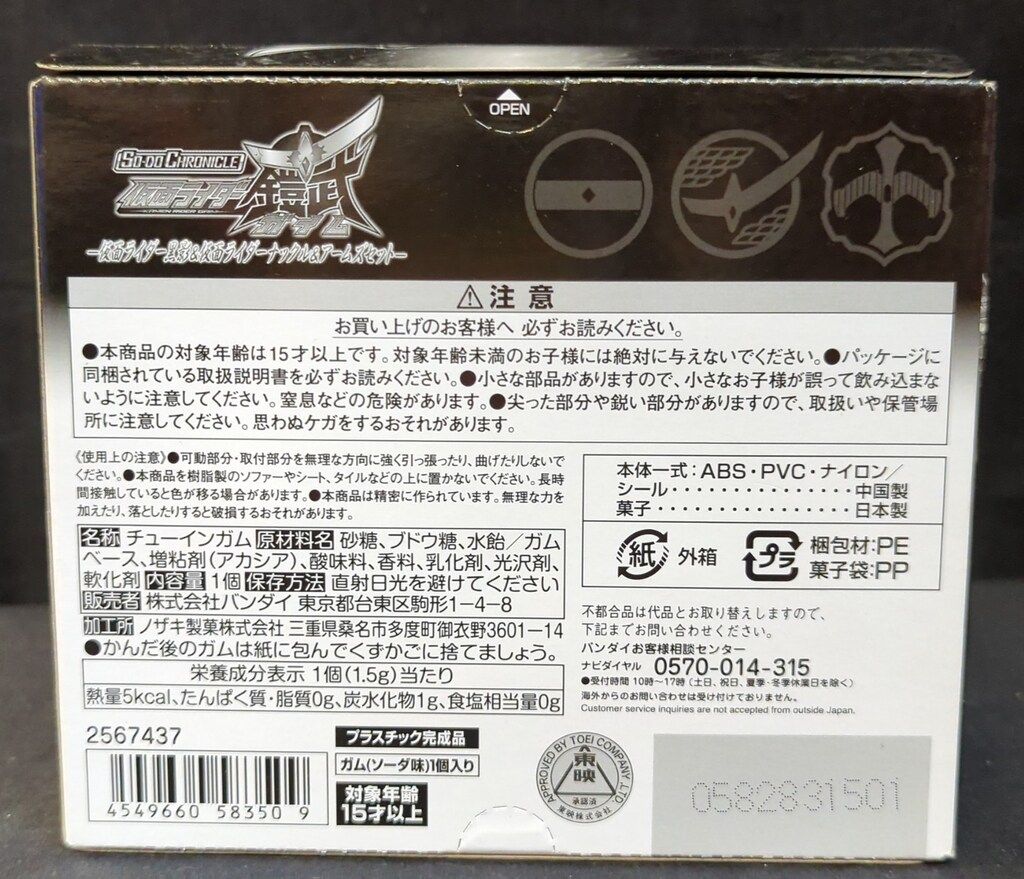 OPEN
SO-DO CHRONICLE
仮面ライダー鎧武
KAMEN RIDER GAIM
ガイム
―仮面ライダー黒影&仮面ライダーナックル&アームズセット―
⚠注意
お買い上げのお客様へ 必ずお読みください。
●本商品の対象年齢は15才以上です。対象年齢未満のお子様には絶対に与えないでください。●パッケージに
同梱されている取扱説明書を必ずお読みください。●小さな部品がありますので、小さなお子様が誤って飲み込まな
いように注意してください。窒息などの危険があります。●尖った部分や鋭い部分がありますので、取扱いや保管場
所に注意してください。思わぬケガをするおそれがあります。
《使用上の注意》●可動部分・取付部分を無理な方向に強く引っ張ったり、曲げたりしないで
ください。●本商品を樹脂製のソファーやシート、タイルなどの上に置かないでください。長時
間接触していると色が移る場合があります。●本商品は精密に作られています。無理な力を
加えたり、落としたりすると破損するおそれがあります。
名称 チューインガム 原材料名 砂糖、ブドウ糖、水飴/ガム
ベース、増粘剤(アカシア)、酸味料、香料、乳化剤、光沢剤、
軟化剤 内容量 1個 保存方法 直射日光を避けてください
販売者 株式会社バンダイ 東京都台東区駒形1-4-8
加工所 ノザキ製菓株式会社 三重県桑名市多度町御衣野3601-14
●かんだ後のガムは紙に包んでくずかごに捨てましょう。
栄養成分表示 1個(1.5g)当たり
熱量5kcal、たんぱく質・脂質0g、炭水化物1g、食塩相当量0g
本体一式:ABS・PVC・ナイロン/
シール・・・・・・・・・・・・・・・中国製
菓子・・・・・・・・・・・・・・・・日本製
紙 外箱
プラ 梱包材:PE
菓子袋:PP
不都合品は代品とお取り替えしますので、
下記までお問い合わせください。
バンダイお客様相談センター
ナビダイヤル 0570-014-315
●受付時間 10時~17時(土日、祝日、夏季・冬季休業日を除く)
海外からのお問い合わせは受け付けておりません。
Customer service inquiries are not accepted from outside Japan.
2567437
4549660 58350 9
プラスチック完成品
ガム(ソーダ味)1個入り
対象年齢
15才以上
APPROVED BY TOEI COMPANY, LTD.
東映
承認済
東映株式会社
0582831501